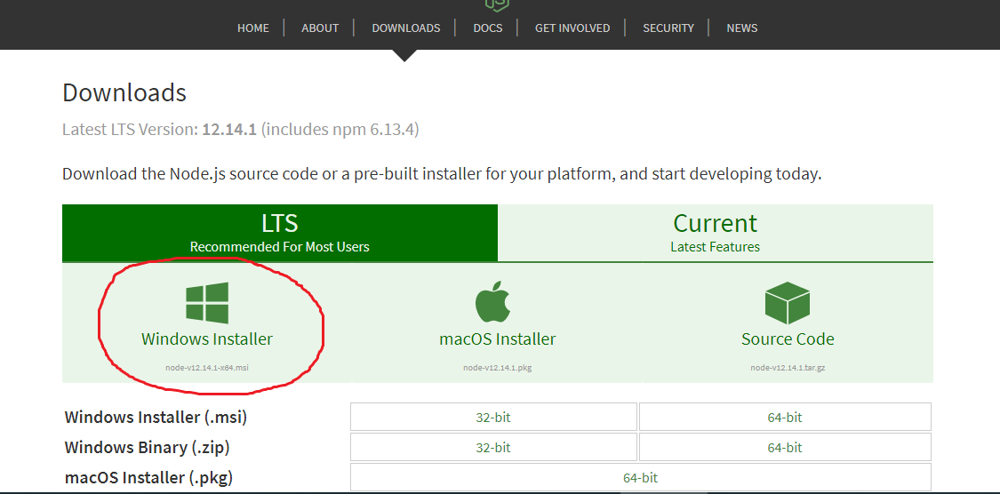 JS
HOME ABOUT DOWNLOADS DOCS GET INVOLVED SECURITY NEWS
Downloads
Latest LTS Version: 12.14.1 (includes npm 6.13.4)
Download the Node.js source code or a pre-built installer for your platform, and start developing today.
LTS
Recommended For Most Users
Current
Latest Features
Windows Installer
node-v12.14.1-x64.msi
macOS Installer
node-v12.14.1.pkg
Source Code
node-v12.14.1.tar.gz
Windows Installer (.msi) 32-bit 64-bit
Windows Binary (.zip) 32-bit 64-bit
macOS Installer (.pkg) 64-bit